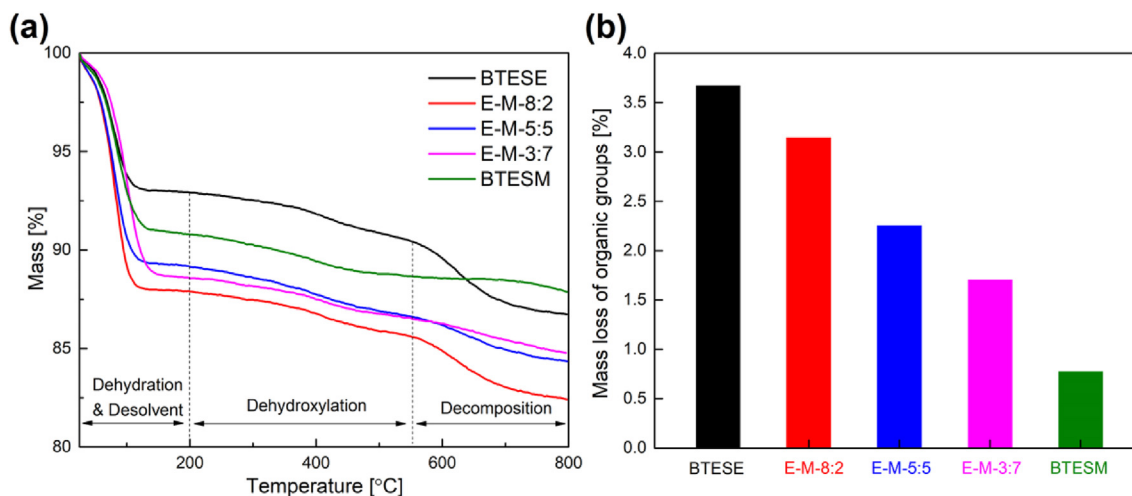 (a)
100
95
90
85
80
Mass [%]
BTESE
E-M-8:2
E-M-5:5
E-M-3:7
BTESM
Dehydration
& Desolvent
Dehydroxylation
Decomposition
200
400
600
800
Temperature [°C]
(b)
4.0
3.5
3.0
2.5
2.0
1.5
1.0
0.5
0.0
Mass loss of organic groups [%]
BTESE
E-M-8:2
E-M-5:5
E-M-3:7
BTESM